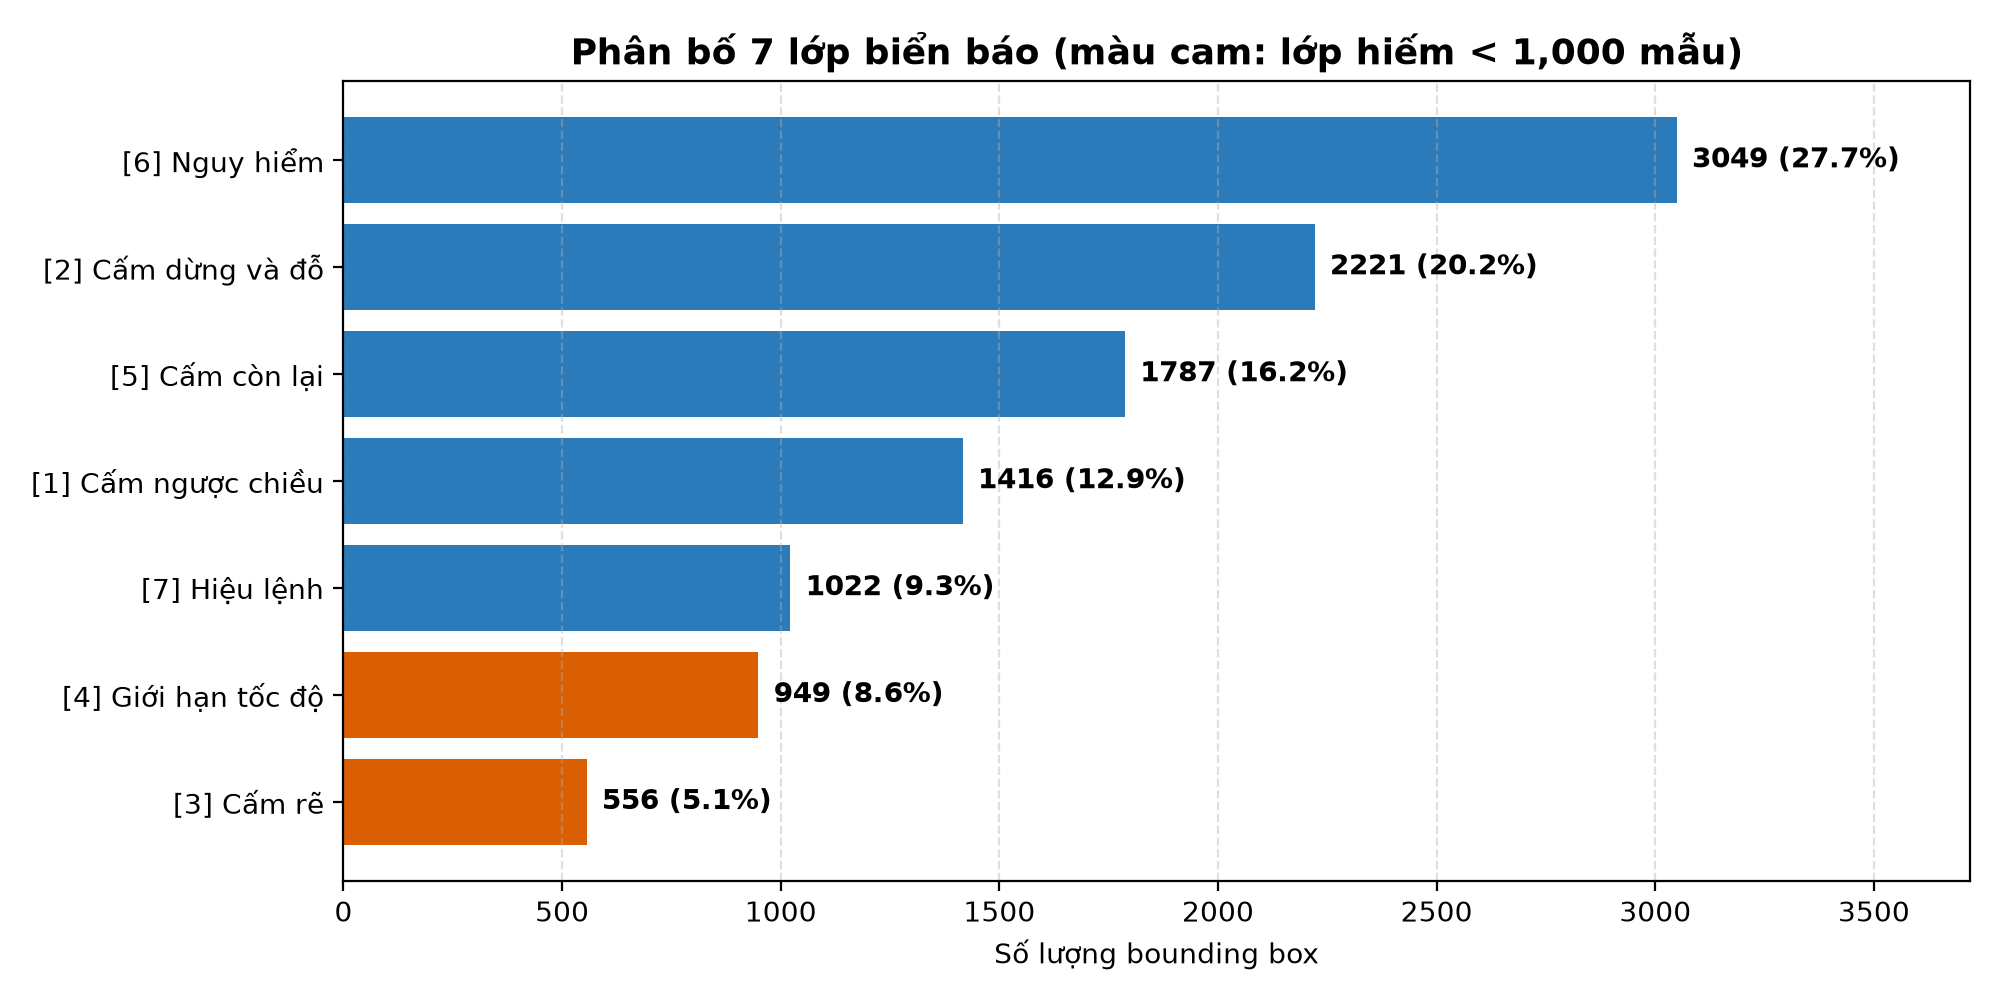 Phân bố 7 lớp biển báo (màu cam: lớp hiếm < 1,000 mẫu)
[6] Nguy hiểm 3049 (27.7%)
[2] Cấm dừng và đỗ 2221 (20.2%)
[5] Cấm còn lại 1787 (16.2%)
[1] Cấm ngược chiều 1416 (12.9%)
[7] Hiệu lệnh 1022 (9.3%)
[4] Giới hạn tốc độ 949 (8.6%)
[3] Cấm rẽ 556 (5.1%)
0 500 1000 1500 2000 2500 3000 3500
Số lượng bounding box